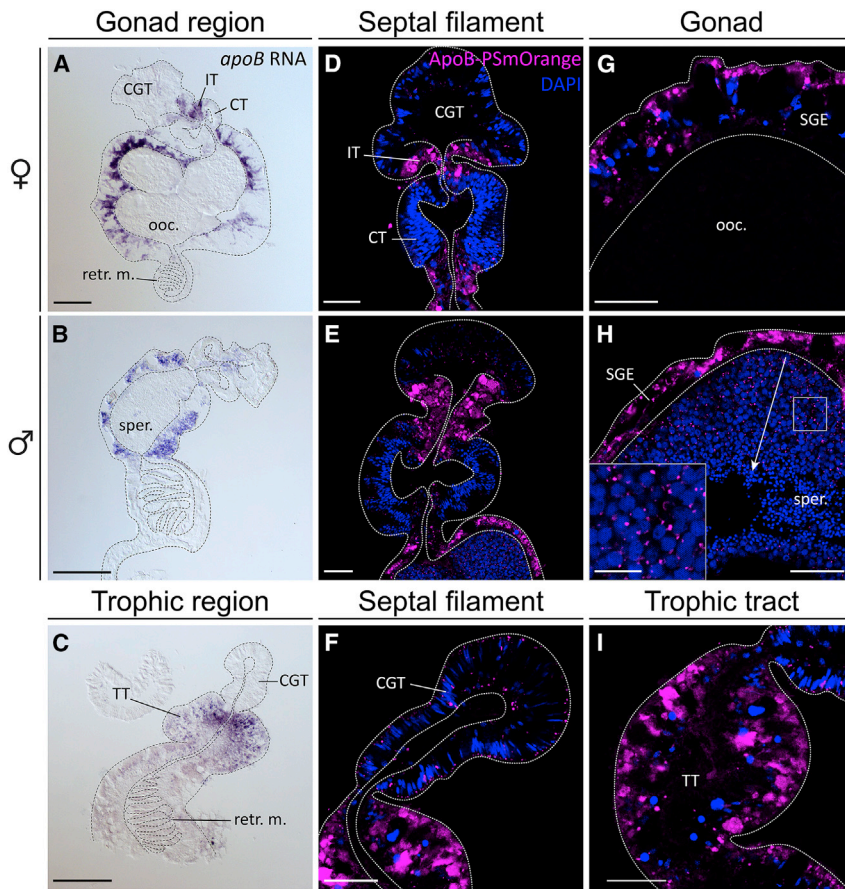 Gonad region
Septal filament
Gonad
♀
A
apoB RNA
CGT
IT
CT
ooc.
retr. m.
D
ApoB-PSmOrange
DAPI
CGT
IT
CT
G
SGE
ooc.
♂
B
sper.
E
H
SGE
sper.
Trophic region
Septal filament
Trophic tract
C
TT
CGT
retr. m.
F
CGT
I
TT